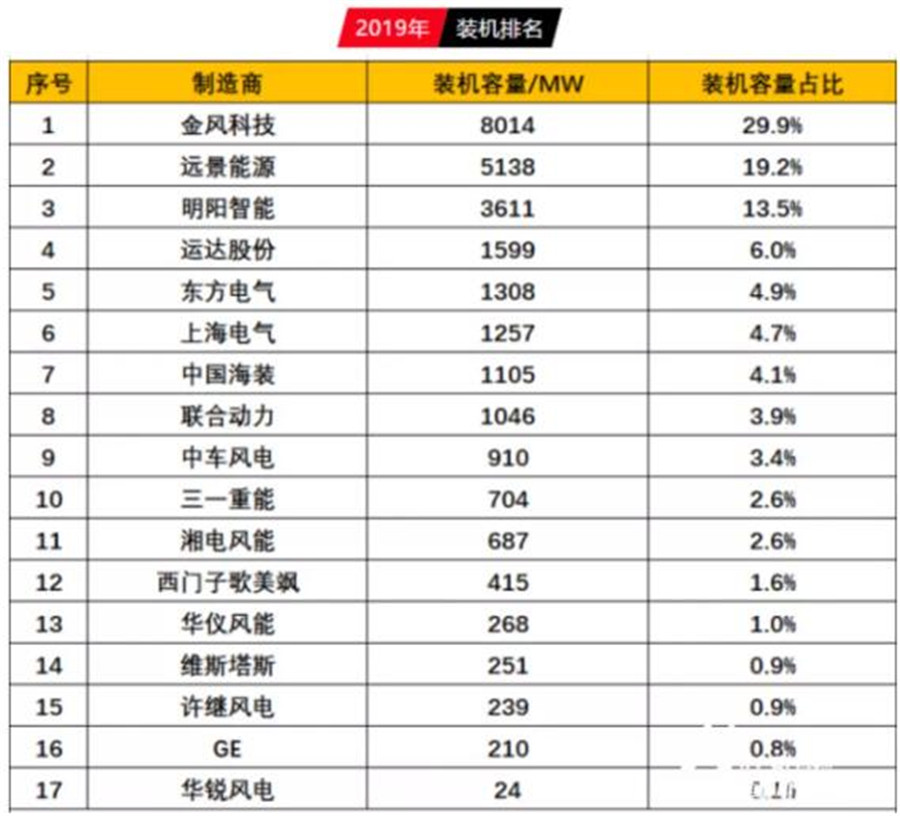 2019年 装机排名
序号 制造商 装机容量/MW 装机容量占比
1 金风科技 8014 29.9%
2 远景能源 5138 19.2%
3 明阳智能 3611 13.5%
4 运达股份 1599 6.0%
5 东方电气 1308 4.9%
6 上海电气 1257 4.7%
7 中国海装 1105 4.1%
8 联合动力 1046 3.9%
9 中车风电 910 3.4%
10 三一重能 704 2.6%
11 湘电风能 687 2.6%
12 西门子歌美飒 415 1.6%
13 华仪风能 268 1.0%
14 维斯塔斯 251 0.9%
15 许继风电 239 0.9%
16 GE 210 0.8%
17 华锐风电 24 0.1%